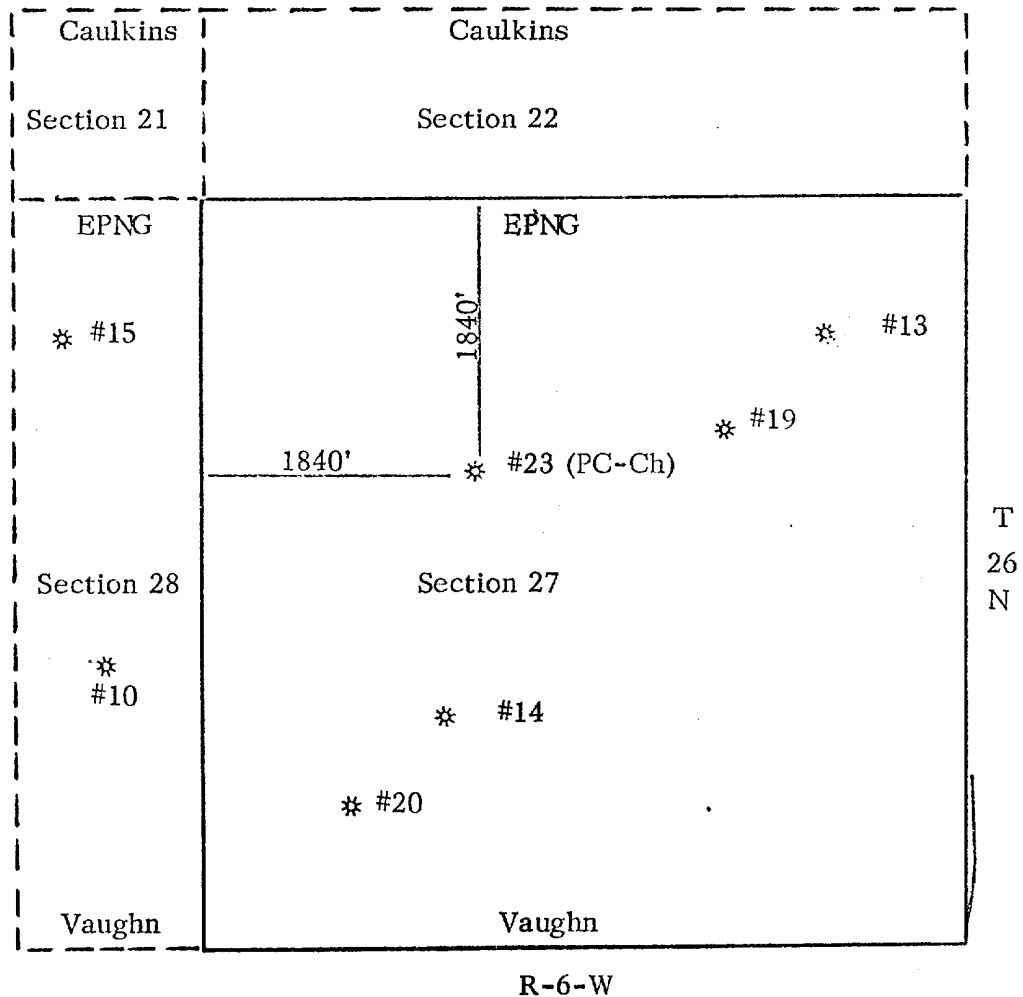 Caulkins
Caulkins
Section 21
Section 22
EPNG
EPNG
1840'
#15
#13
#19
1840'
#23 (PC-Ch)
T
26
N
Section 28
Section 27
#10
#14
#20
Vaughn
Vaughn
R-6-W